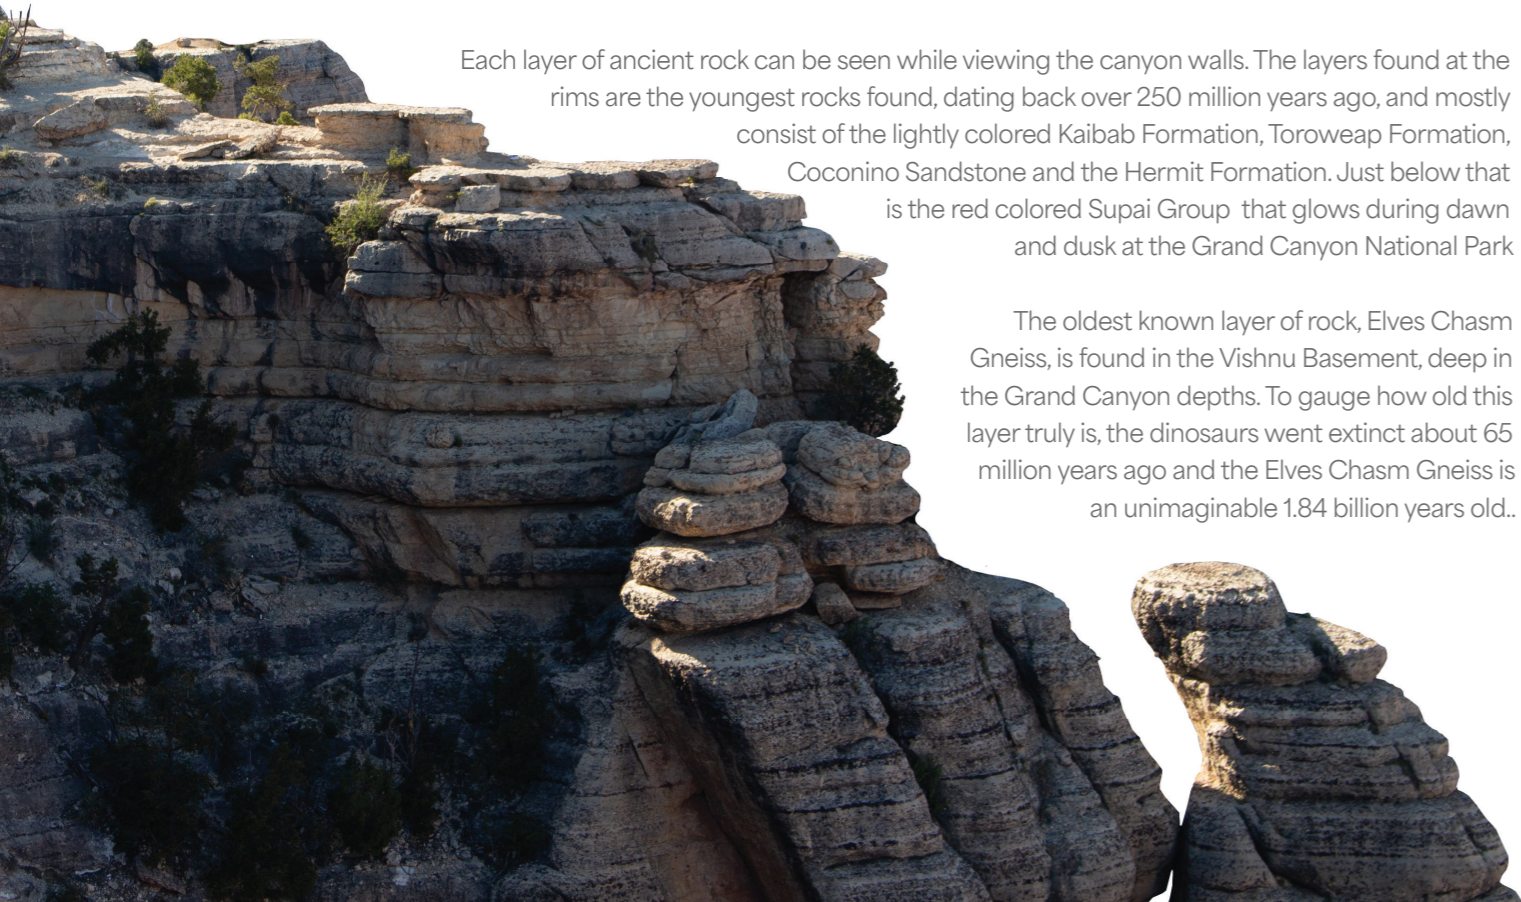 Each layer of ancient rock can be seen while viewing the canyon walls. The layers found at the
rims are the youngest rocks found, dating back over 250 million years ago, and mostly
consist of the lightly colored Kaibab Formation, Toroweap Formation,
Coconino Sandstone and the Hermit Formation. Just below that
is the red colored Supai Group  that glows during dawn
and dusk at the Grand Canyon National Park
The oldest known layer of rock, Elves Chasm
Gneiss, is found in the Vishnu Basement, deep in
the Grand Canyon depths. To gauge how old this
layer truly is, the dinosaurs went extinct about 65
million years ago and the Elves Chasm Gneiss is
an unimaginable 1.84 billion years old..